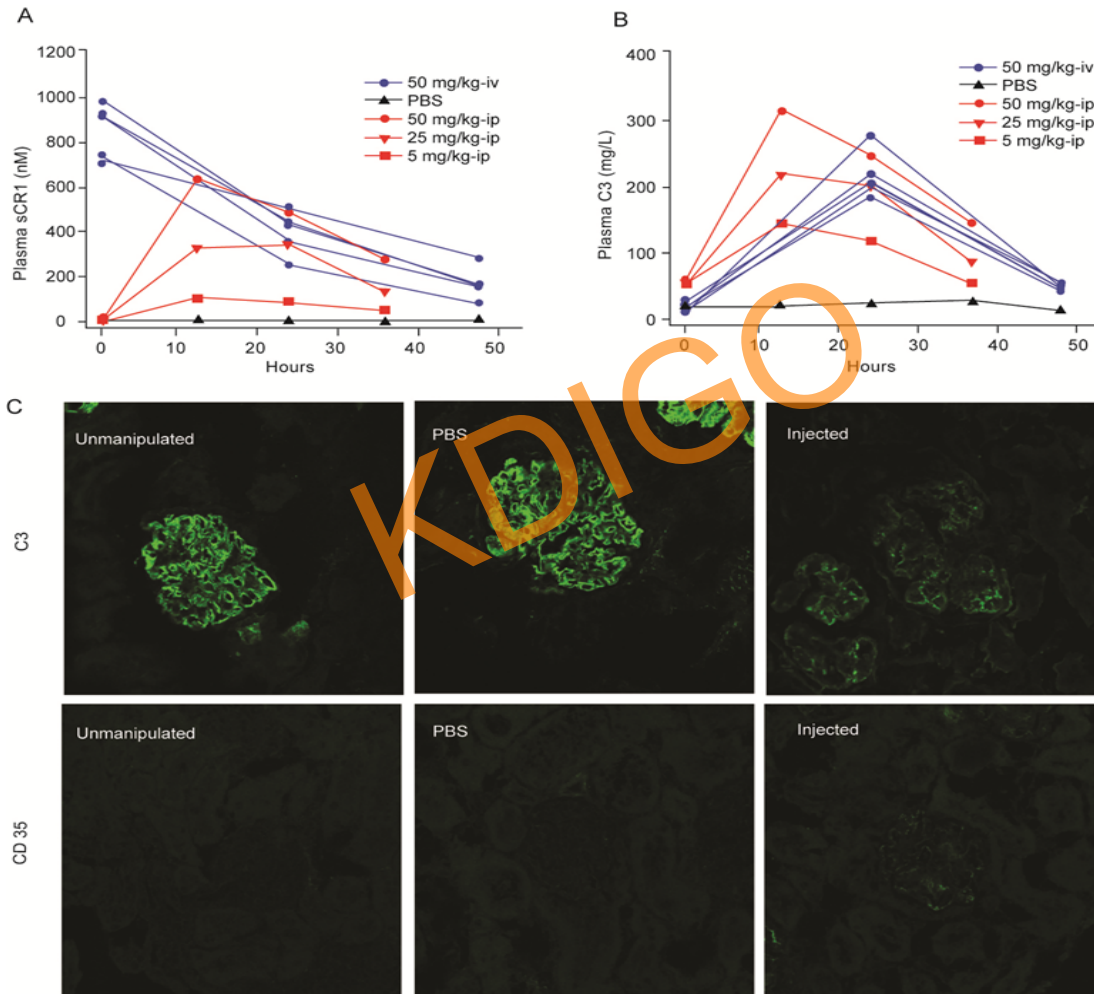 A
1200
1000
800
600
400
200
0
Plasma sCR1 (nM)
50 mg/kg-iv
PBS
50 mg/kg-ip
25 mg/kg-ip
5 mg/kg-ip
0 10 20 30 40 50
Hours
B
400
300
200
100
0
Plasma C3 (mg/L)
50 mg/kg-iv
PBS
50 mg/kg-ip
25 mg/kg-ip
5 mg/kg-ip
0 10 20 30 40 50
Hours
C
C3
Unmanipulated
PBS
Injected
CD 35
Unmanipulated
PBS
Injected
KDIGO